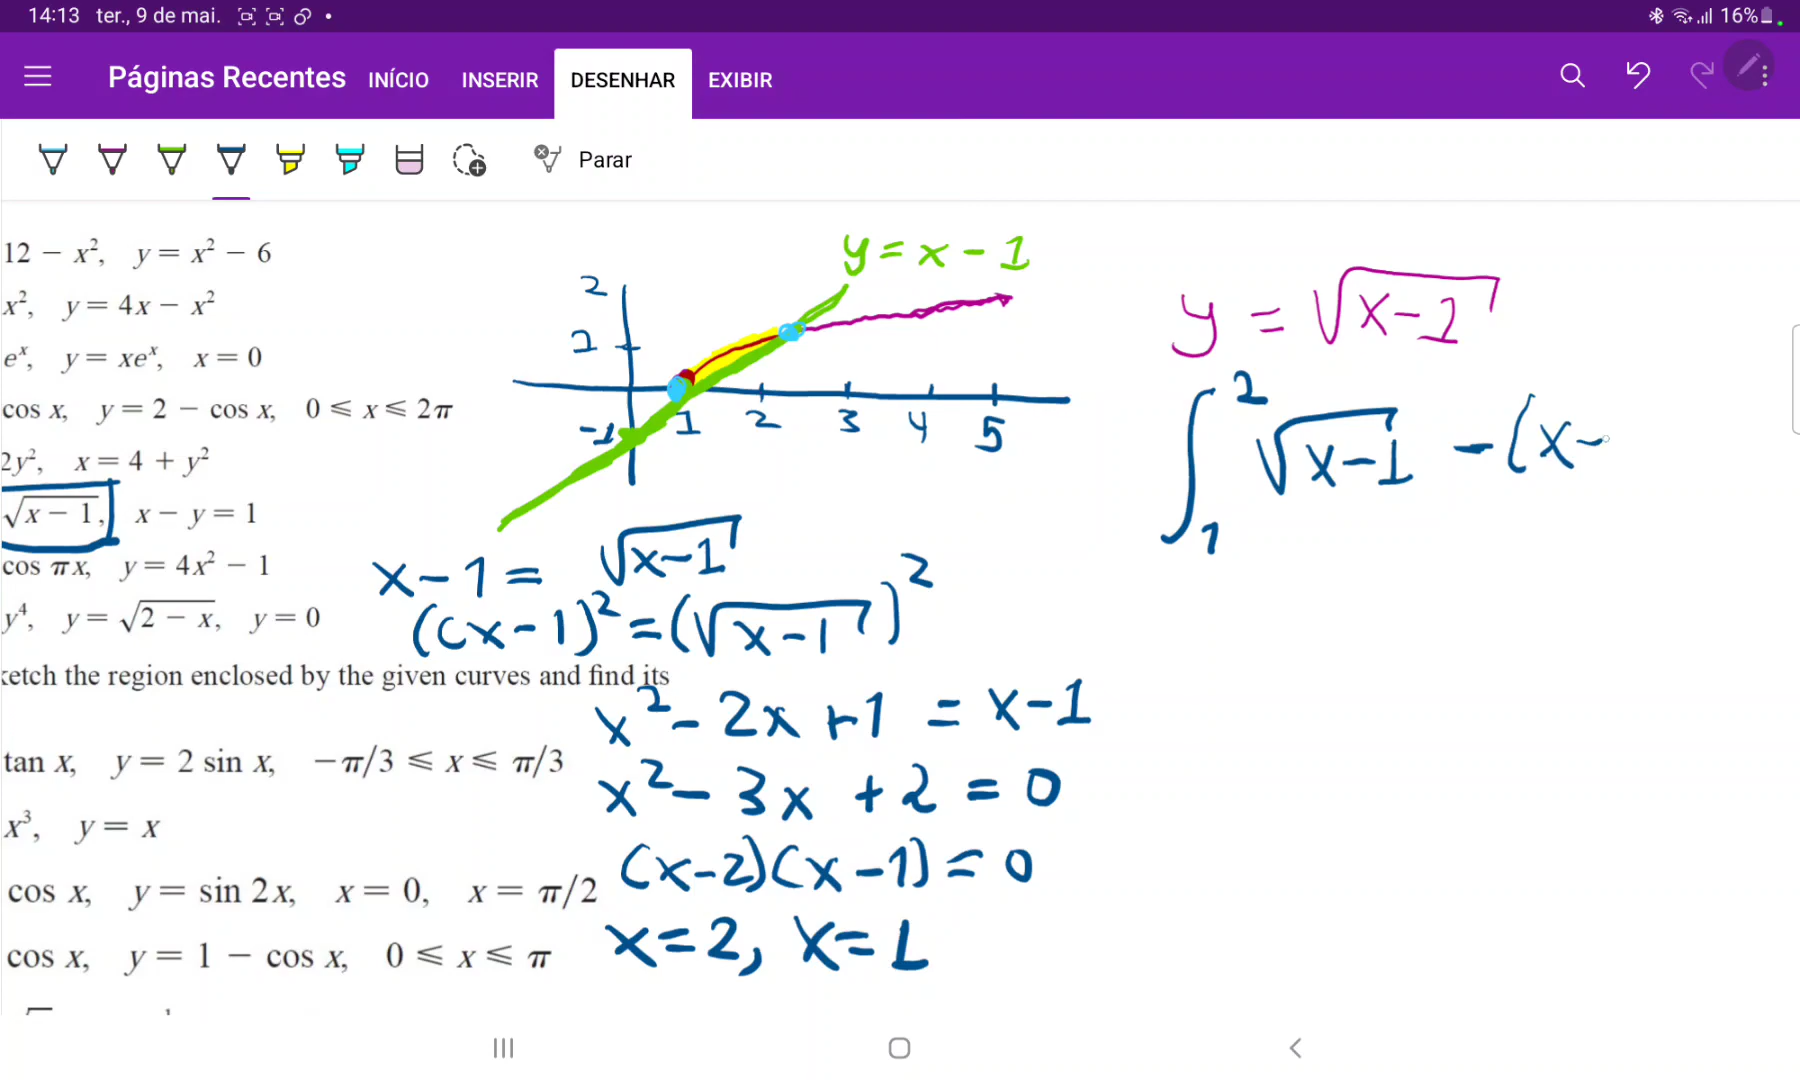 14:13 ter., 9 de mai. 16%
Páginas Recentes INÍCIO INSERIR DESENHAR EXIBIR
Parar
12 − x², y = x² − 6
x², y = 4x − x²
eˣ, y = xeˣ, x = 0
cos x, y = 2 − cos x, 0 ⩽ x ⩽ 2π
2y², x = 4 + y²
√x − 1, x − y = 1
cos πx, y = 4x² − 1
y⁴, y = √2 − x, y = 0
ketch the region enclosed by the given curves and find its
tan x, y = 2 sin x, −π/3 ⩽ x ⩽ π/3
x³, y = x
cos x, y = sin 2x, x = 0, x = π/2
cos x, y = 1 − cos x, 0 ⩽ x ⩽ π
y = x − 1
2
1
−1 1 2 3 4 5
x−1 = √x−1
((x−1)² = (√x−1)²
x² − 2x + 1 = x−1
x² − 3x + 2 = 0
(x−2)(x−1) = 0
x=2, x=1
y = √x−1
∫₁² √x−1 − (x−